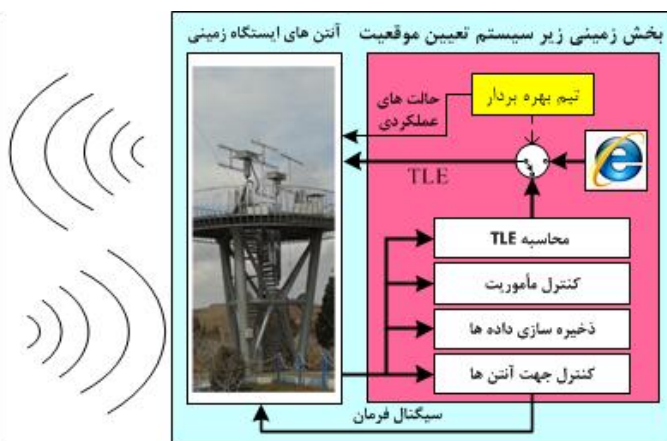 بخش زمینی زیر سیستم تعیین موقعیت
آنتن های ایستگاه زمینی
تیم بهره بردار
حالت های
عملکردی
TLE
محاسبه TLE
کنترل مأموریت
ذخیره سازی داده ها
کنترل جهت آنتن ها
سیگنال فرمان